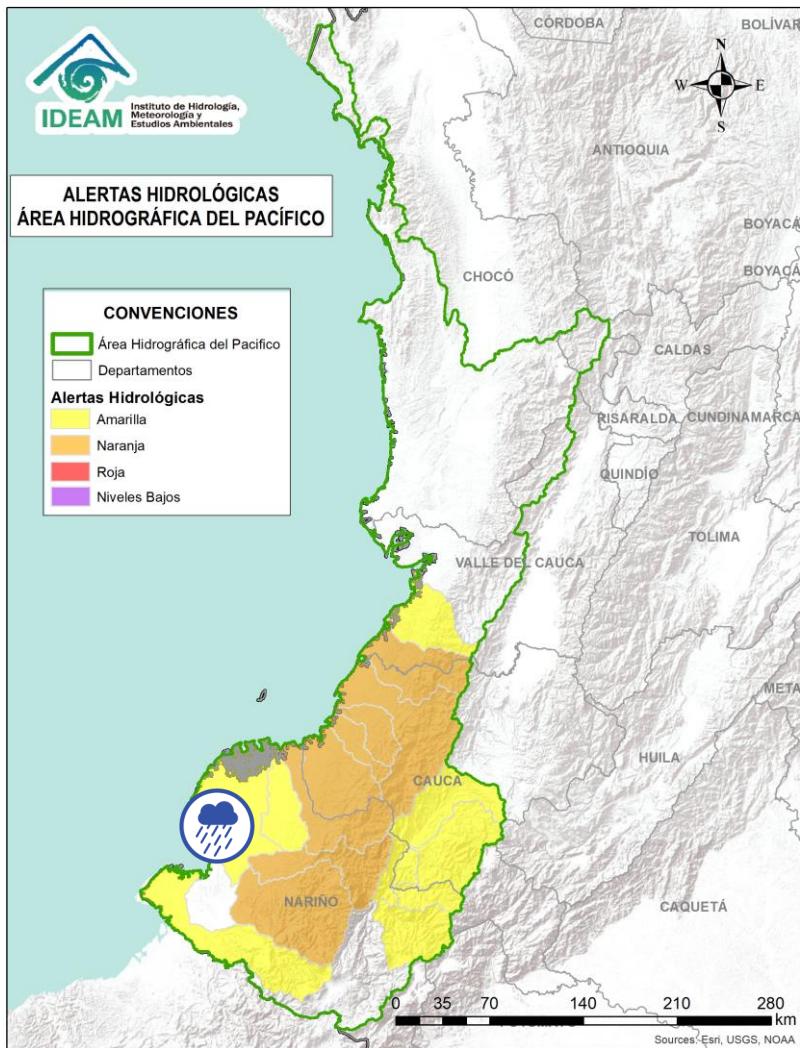 IDEAM
Instituto de Hidrología,
Meteorología y
Estudios Ambientales
ALERTAS HIDROLÓGICAS
ÁREA HIDROGRÁFICA DEL PACÍFICO
CONVENCIONES
Área Hidrográfica del Pacifico
Departamentos
Alertas Hidrológicas
Amarilla
Naranja
Roja
Niveles Bajos
N
W E
S
CÓRDOBA
BOLÍVAR
ANTIOQUIA
BOYACÁ
BOYACÁ
CHOCÓ
CALDAS
RISARALDA
CUNDINAMARCA
QUINDÍO
TOLIMA
VALLE DEL CAUCA
META
HUILA
CAUCA
NARIÑO
CAQUETÁ
0 35 70 140 210 280
km
Sources: Esri, USGS, NOAA